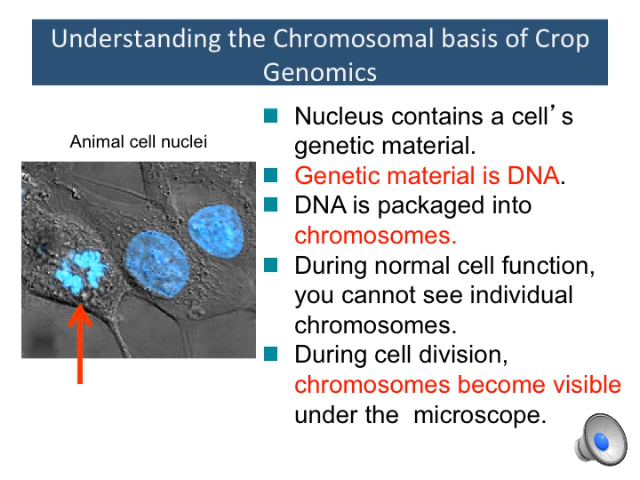 Understanding the Chromosomal basis of Crop
Genomics
Animal cell nuclei
Nucleus contains a cell’s
genetic material.
Genetic material is DNA.
DNA is packaged into
chromosomes.
During normal cell function,
you cannot see individual
chromosomes.
During cell division,
chromosomes become visible
under the microscope.